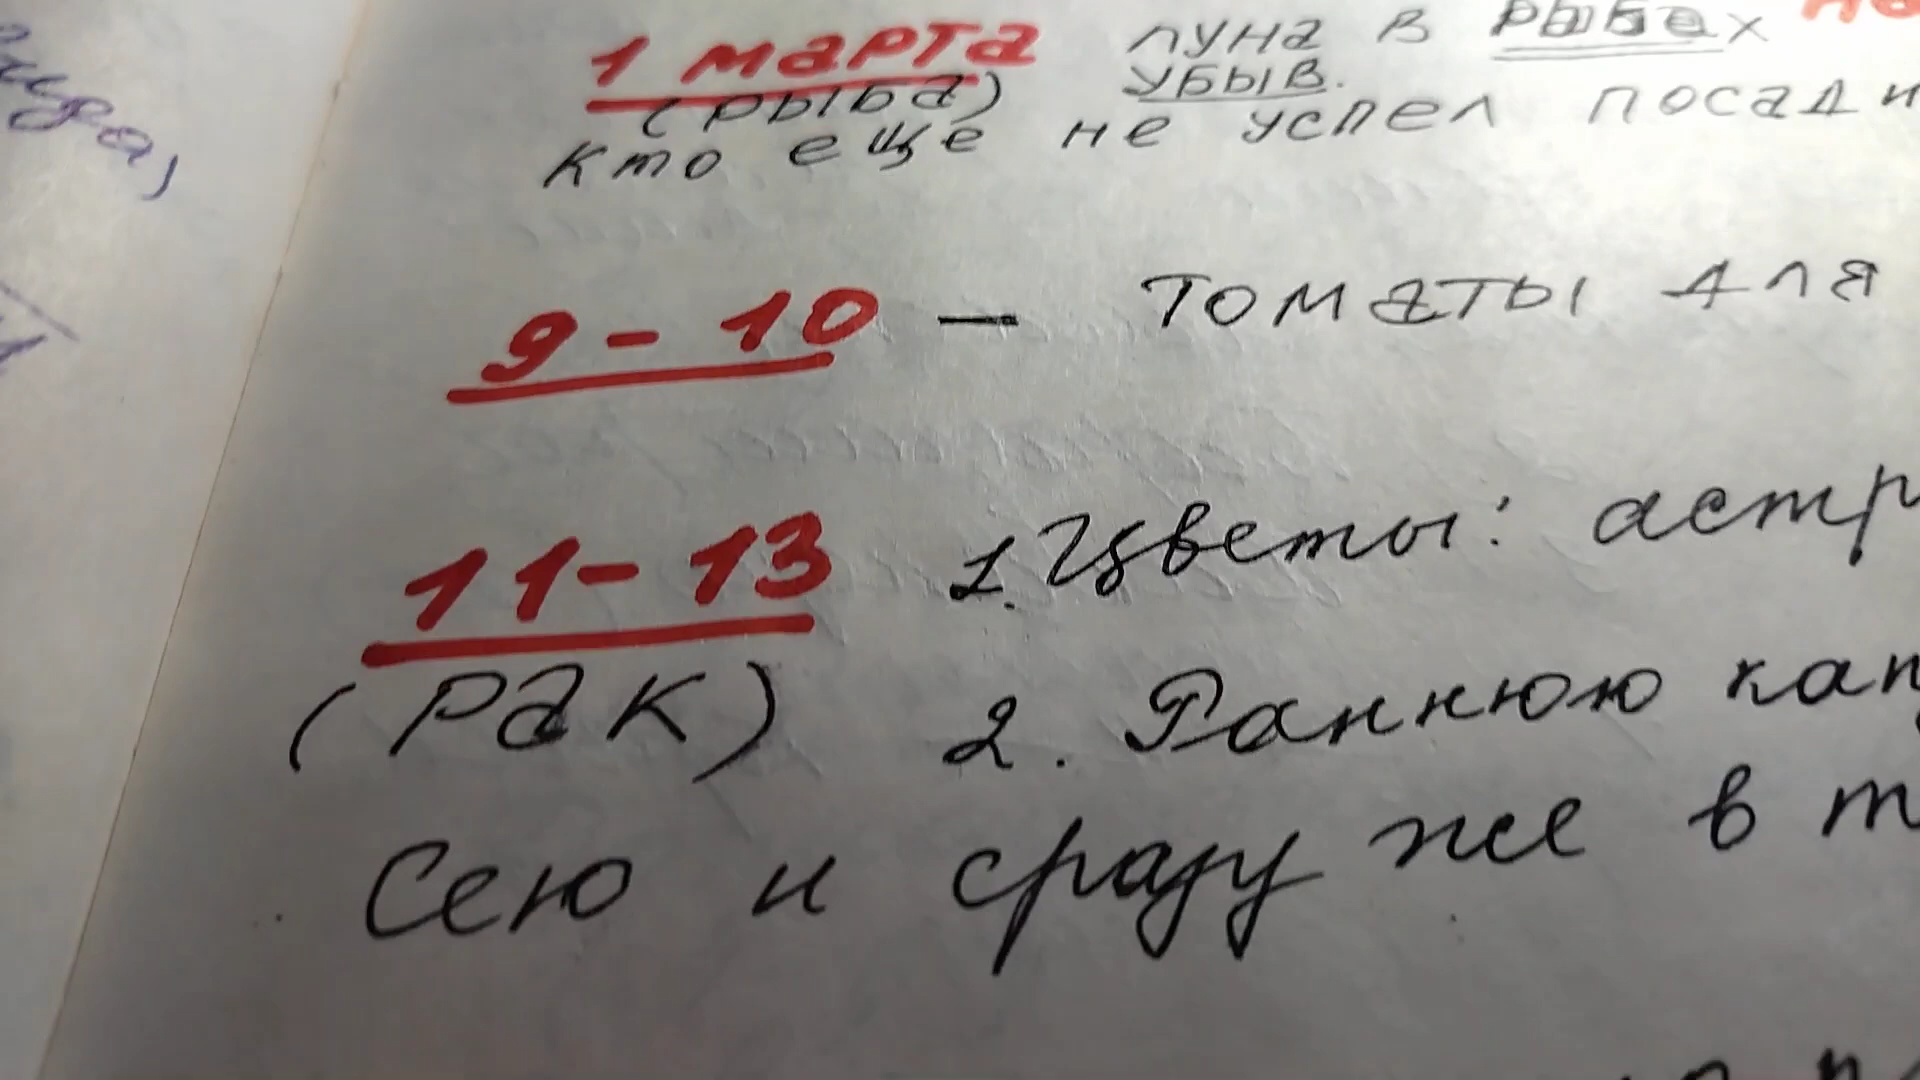 1 марта луна в рыбах
(рыба) убыв.
Кто еще не успел посади
9 - 10 — томаты для
11 - 13 1. Цветы: астр
(Рак) 2. Раннюю кап
Сею и сразу же в т